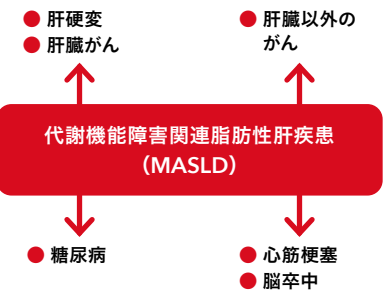 ● 肝硬変
● 肝臓がん
● 肝臓以外の
がん
代謝機能障害関連脂肪性肝疾患
（MASLD）
● 糖尿病
● 心筋梗塞
● 脳卒中